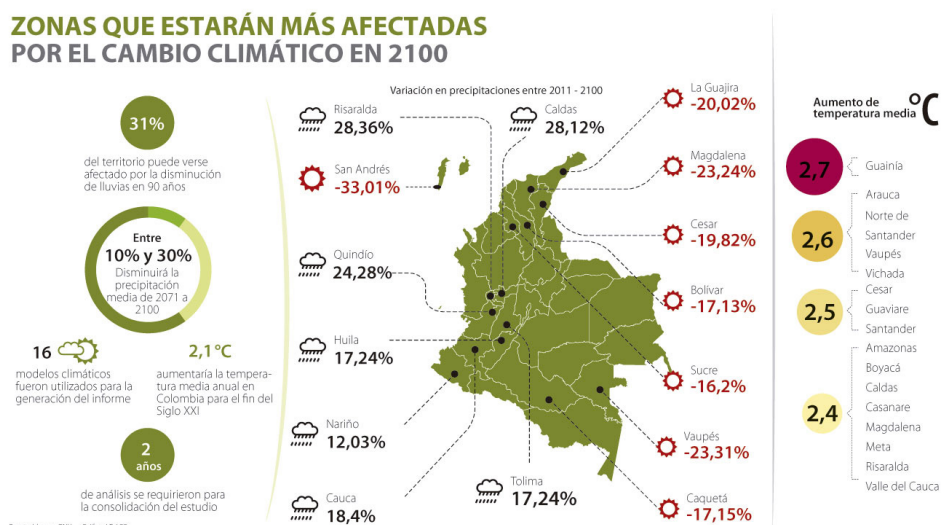 ZONAS QUE ESTARÁN MÁS AFECTADAS
POR EL CAMBIO CLIMÁTICO EN 2100
31%
del territorio puede verse
afectado por la disminución
de lluvias en 90 años
Entre
10% y 30%
Disminuirá la
precipitación
media de 2071 a
2100
16
modelos climáticos
fueron utilizados para la
generación del informe
2,1 °C
aumentaría la tempera-
tura media anual en
Colombia para el fin del
Siglo XXI
2
años
de análisis se requirieron para
la consolidación del estudio
Variación en precipitaciones entre 2011 - 2100
Risaralda
28,36%
Caldas
28,12%
San Andrés
-33,01%
Quindío
24,28%
Huíla
17,24%
Nariño
12,03%
Cauca
18,4%
Tolima
17,24%
La Guajira
-20,02%
Magdalena
-23,24%
Cesar
-19,82%
Bolívar
-17,13%
Sucre
-16,2%
Vaupés
-23,31%
Caquetá
-17,15%
Aumento de
temperatura media
°C
2,7
Guainía
2,6
Arauca
Norte de
Santander
Vaupés
Vichada
2,5
Cesar
Guaviare
Santander
2,4
Amazonas
Boyacá
Caldas
Casanare
Magdalena
Meta
Risaralda
Valle del Cauca